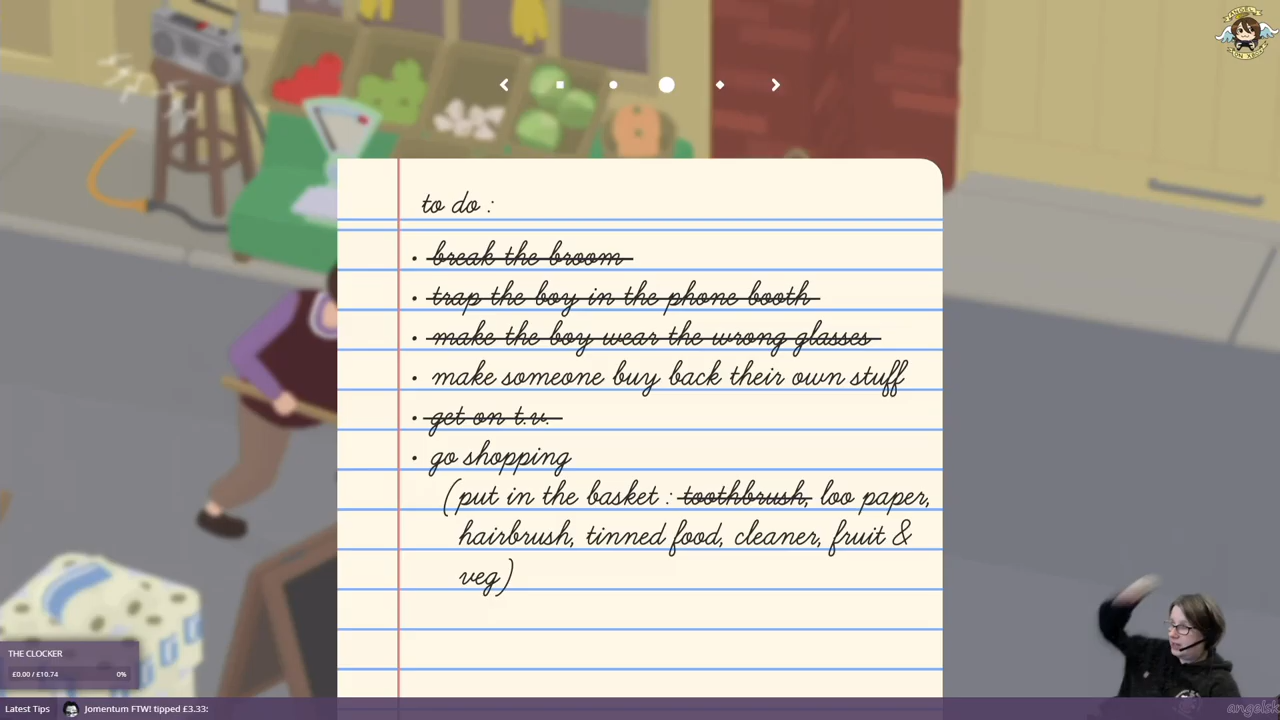 to do :
• break the broom
• trap the boy in the phone booth
• make the boy wear the wrong glasses
• make someone buy back their own stuff
• get on t.v.
• go shopping
(put in the basket : toothbrush, loo paper,
hairbrush, tinned food, cleaner, fruit &
veg)
THE CLOCKER
£0.00 / £10.74 0%
Latest Tips Jomentum FTW! tipped £3.33:
angelsk